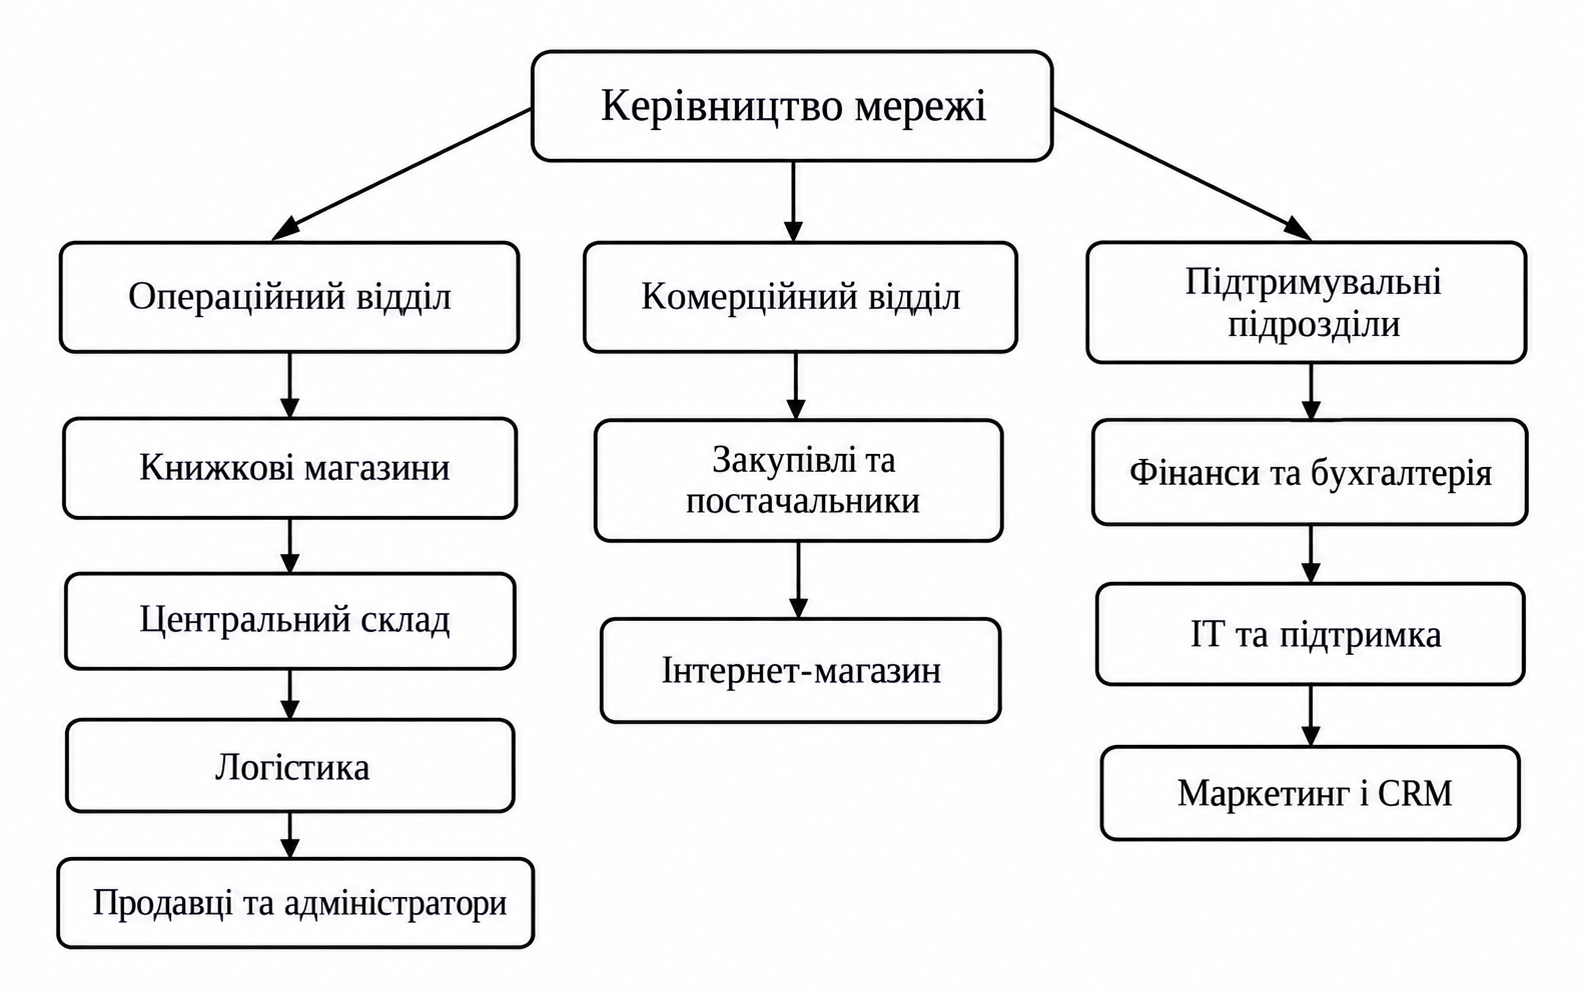 Керівництво мережі
Операційний відділ
Комерційний відділ
Підтримувальні
підрозділи
Книжкові магазини
Закупівлі та
постачальники
Фінанси та бухгалтерія
Центральний склад
Інтернет-магазин
ІТ та підтримка
Логістика
Маркетинг і CRM
Продавці та адміністратори